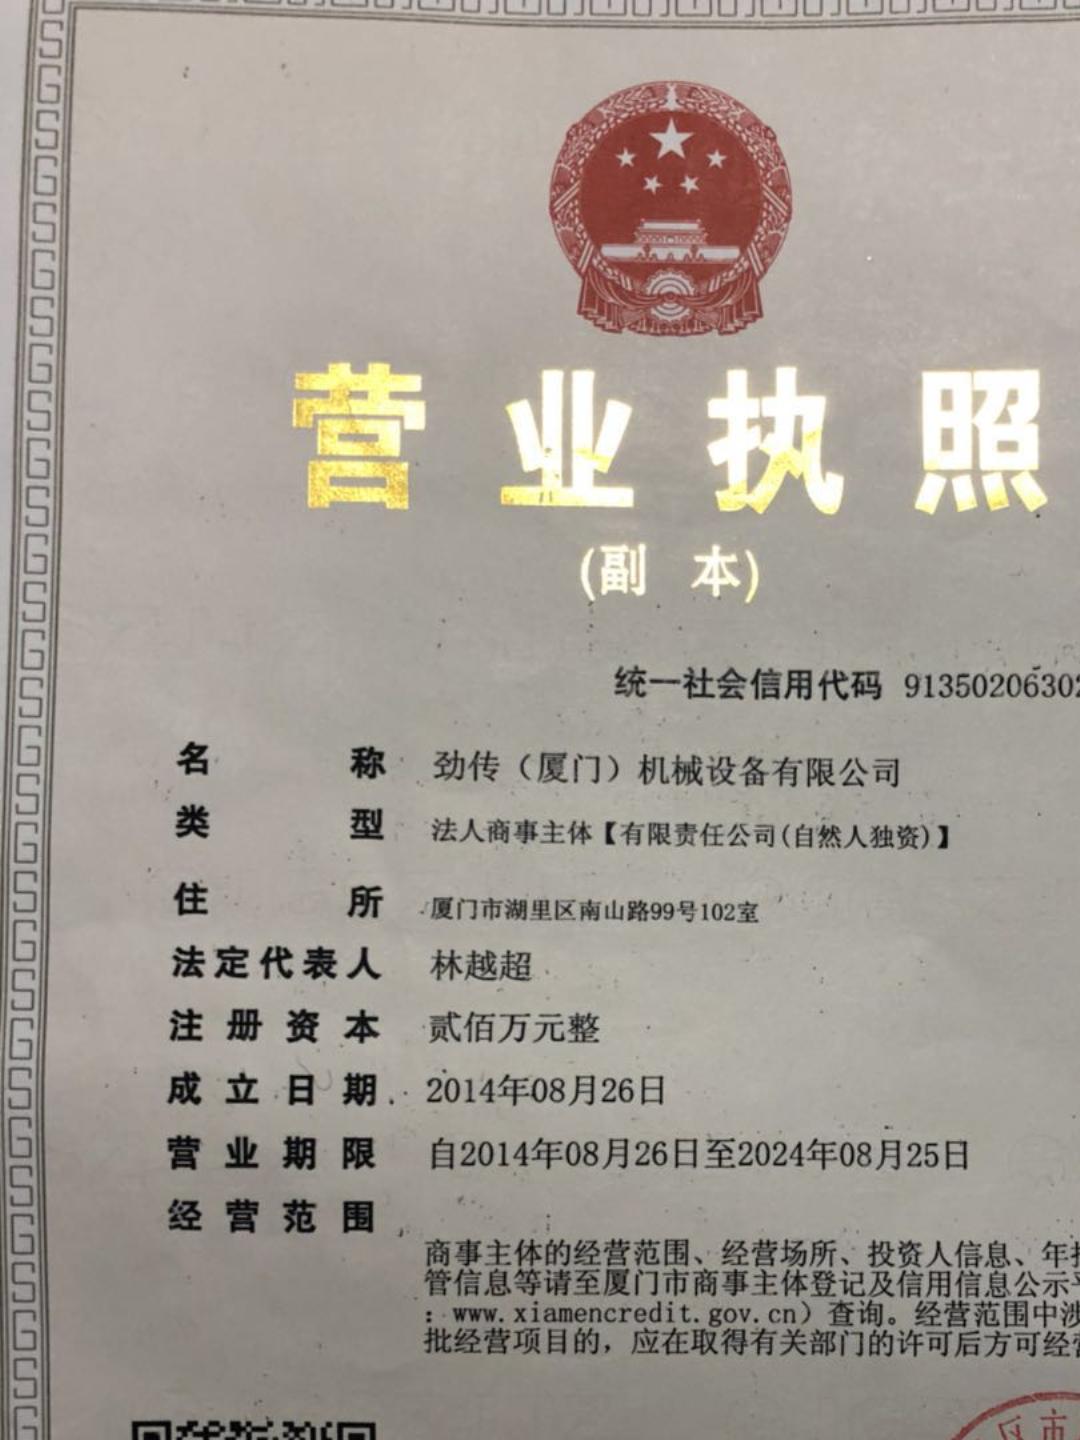 营业执照
(副 本)
统一社会信用代码 91350206302
名称 劲传（厦门）机械设备有限公司
类型 法人商事主体【有限责任公司(自然人独资)】
住所 厦门市湖里区南山路99号102室
法定代表人 林越超
注册资本 贰佰万元整
成立日期 2014年08月26日
营业期限 自2014年08月26日至2024年08月25日
经营范围
商事主体的经营范围、经营场所、投资人信息、年
管信息等请至厦门市商事主体登记及信用信息公示
：www.xiamencredit.gov.cn）查询。经营范围中涉
批经营项目的，应在取得有关部门的许可后方可经营
市